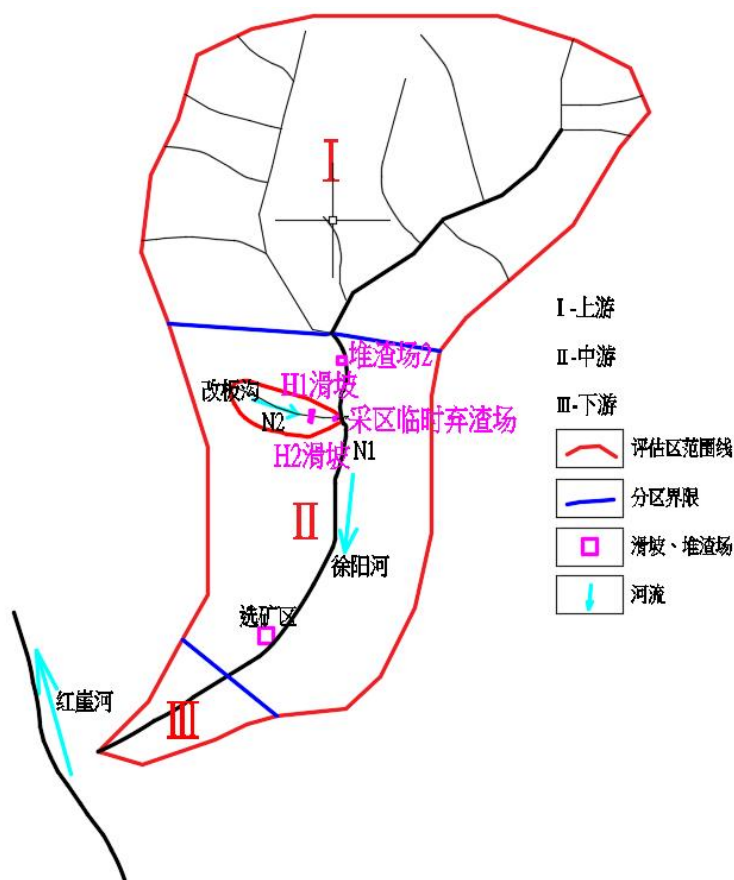 I
I-上游
堆渣场2
II-中游
H1滑坡
改板沟
III-下游
采区临时弃渣场
N2
N1
H2滑坡
评估区范围线
II
分区界限
滑坡、堆渣场
徐阳河
河流
选矿区
红崖河
III